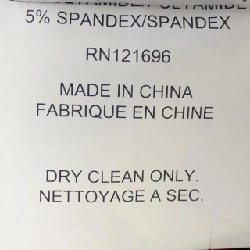 5% SPANDEX/SPANDEX
RN121696
MADE IN CHINA
FABRIQUE EN CHINE
DRY CLEAN ONLY.
NETTOYAGE A SEC.